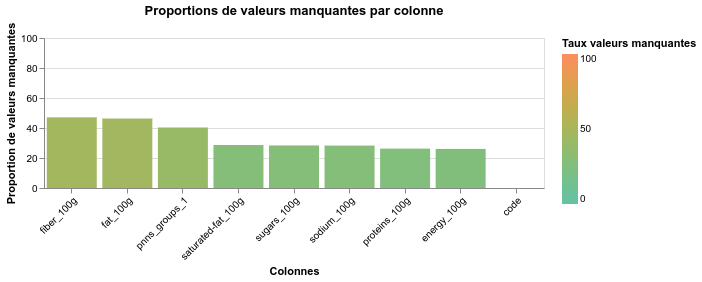 Proportions de valeurs manquantes par colonne
Proportion de valeurs manquantes
100
80
60
40
20
0
fiber_100g
fat_100g
pnns_groups_1
saturated-fat_100g
sugars_100g
sodium_100g
proteins_100g
energy_100g
code
Colonnes
Taux valeurs manquantes
100
50
0